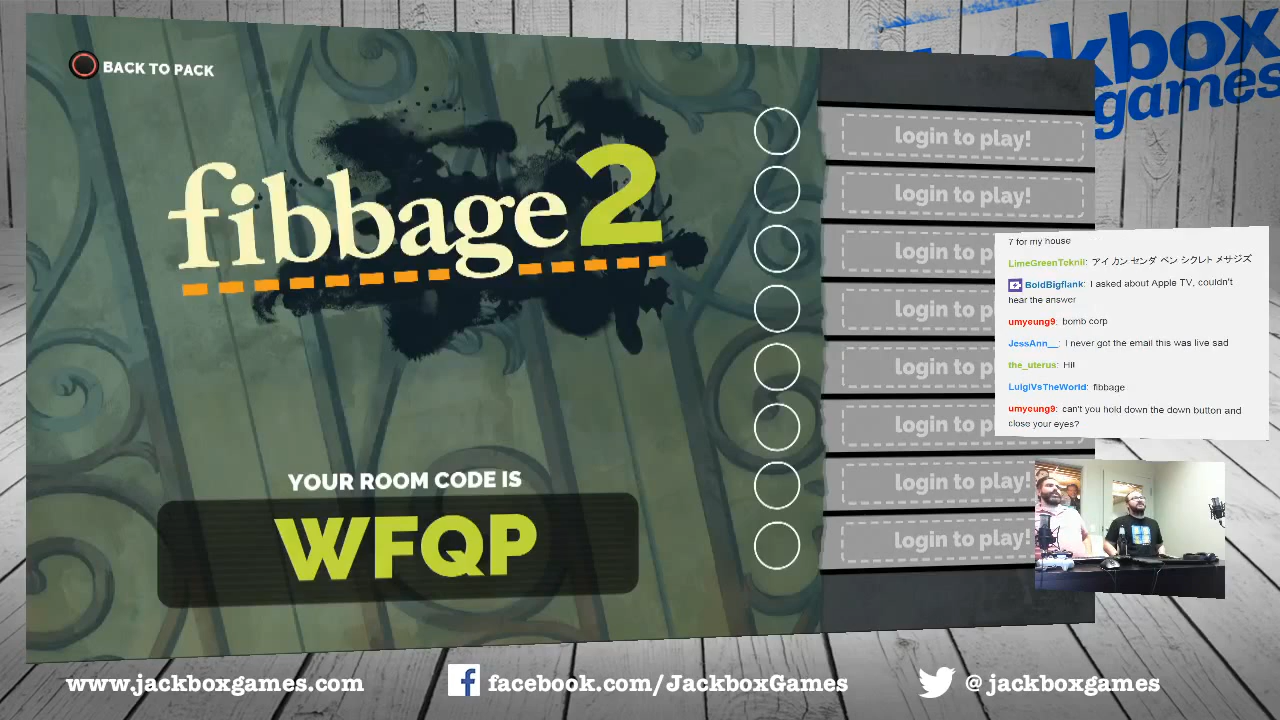 BACK TO PACK
fibbage 2
YOUR ROOM CODE IS
WFQP
login to play!
login to play!
login to p
login to p
login to p
login to p
login to play!
login to play!
ckbox
games
7 for my house
LimeGreenTeknii: アイ カン センダ ペン シクレト メサジズ
BoldBigflank: I asked about Apple TV, couldn't
hear the answer
umyeung9: bomb corp
JessAnn__: I never got the email this was live sad
the_uterus: HI!
LuigiVsTheWorld: fibbage
umyeung9: can't you hold down the down button and
close your eyes?
www.jackboxgames.com
facebook.com/JackboxGames
@jackboxgames